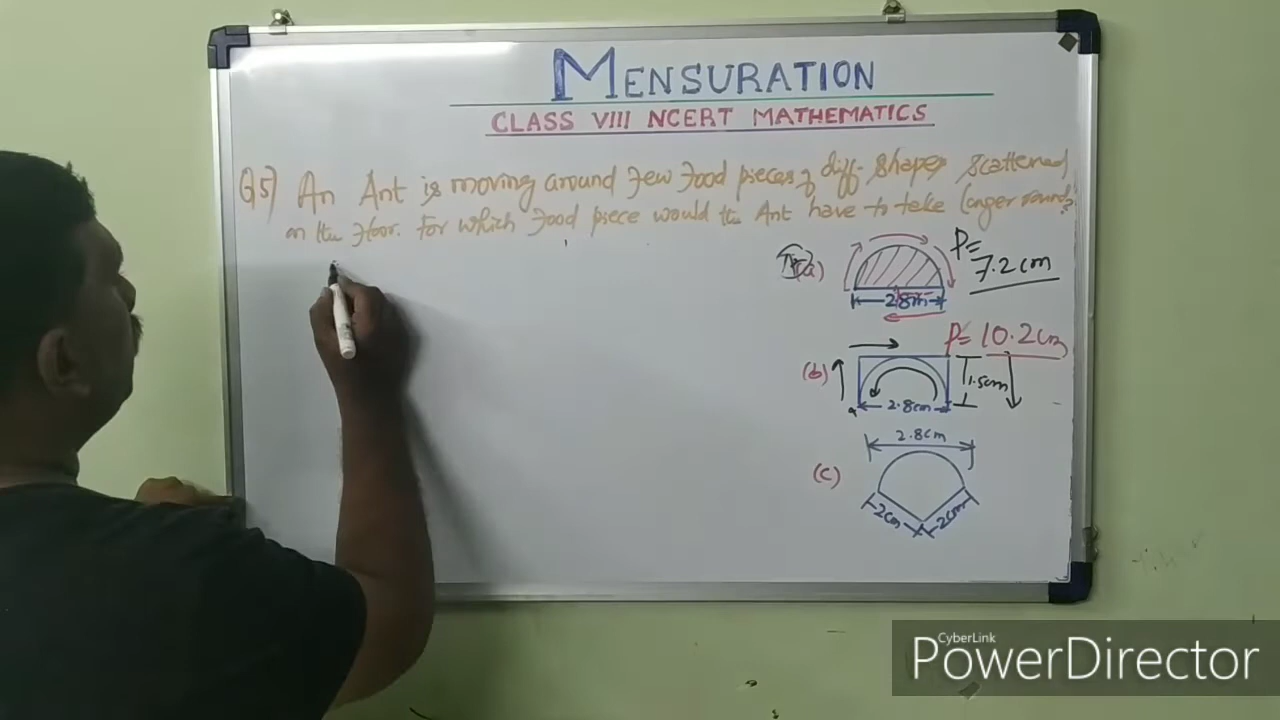 MENSURATION
CLASS VIII NCERT MATHEMATICS
Q5) An Ant is moving around few food pieces of diff. shapes scattered
on the floor. For which food piece would the Ant have to take longer round?
(a)
P=
7.2cm
2.8cm
P= 10.2cm
(b)
1.5cm
2.8cm
2.8cm
(c)
2cm
2cm
CyberLink
PowerDirector